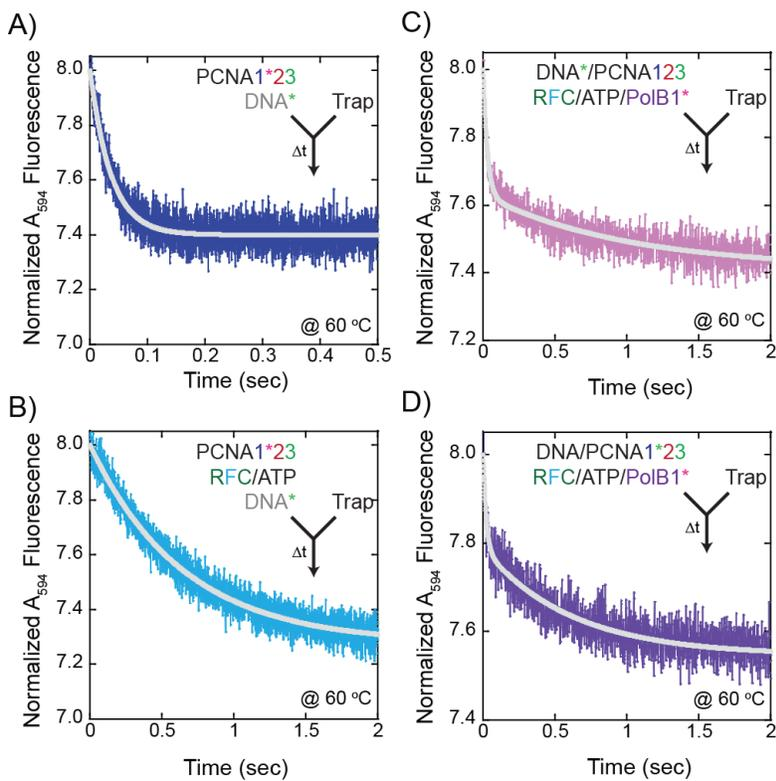 A)
Normalized A594 Fluorescence
8.0
7.8
7.6
7.4
7.2
7.0
PCNA1*23
DNA*
Trap
Δt
@ 60 ºC
0
0.1
0.2
0.3
0.4
0.5
Time (sec)
B)
Normalized A594 Fluorescence
8.0
7.8
7.6
7.4
7.2
7.0
PCNA1*23
RFC/ATP
DNA*
Trap
Δt
@ 60 ºC
0
0.5
1
1.5
2
Time (sec)
C)
Normalized A594 Fluorescence
8.0
7.8
7.6
7.4
7.2
DNA*/PCNA123
RFC/ATP/PolB1*
Trap
Δt
@ 60 ºC
0
0.5
1
1.5
2
Time (sec)
D)
Normalized A594 Fluorescence
8.0
7.8
7.6
7.4
DNA/PCNA1*23
RFC/ATP/PolB1*
Trap
Δt
@ 60 ºC
0
0.5
1
1.5
2
Time (sec)